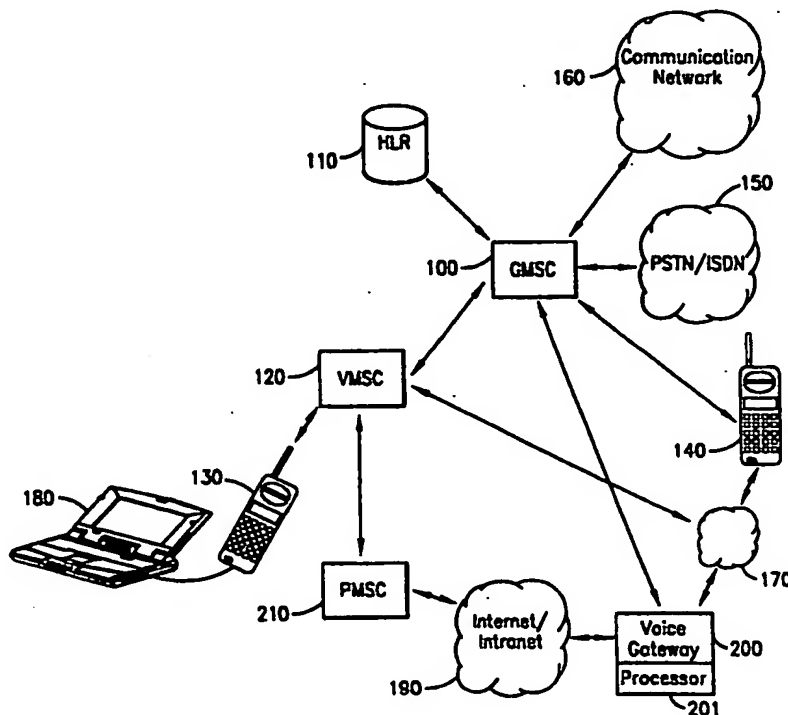 Communication
Network
160
HLR
110
150
PSTN/ISDN
100
GMSC
120
VMSC
140
130
180
170
210
PMSC
Internet/
Intranet
190
Voice
Gateway
200
Processor
201